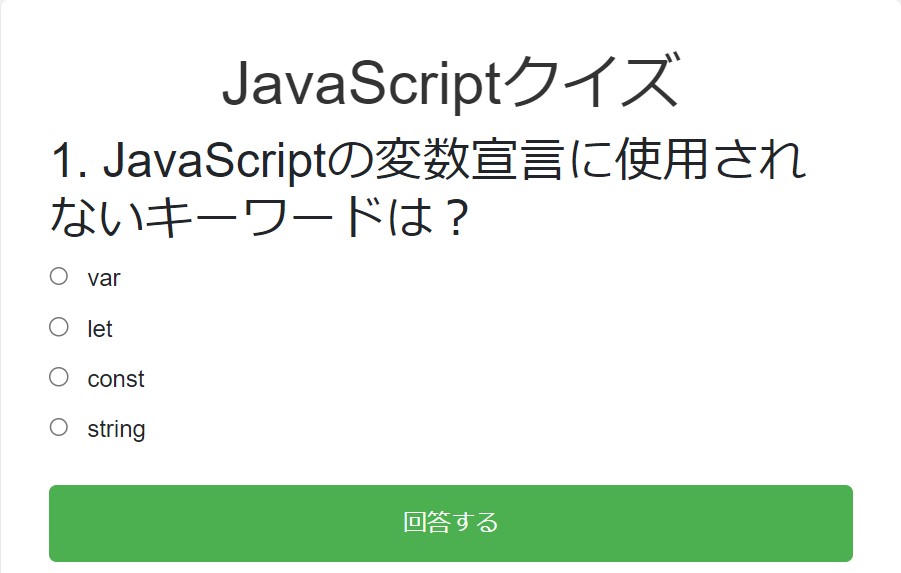 JavaScriptクイズ
1. JavaScriptの変数宣言に使用され
ないキーワードは？
var
let
const
string
回答する